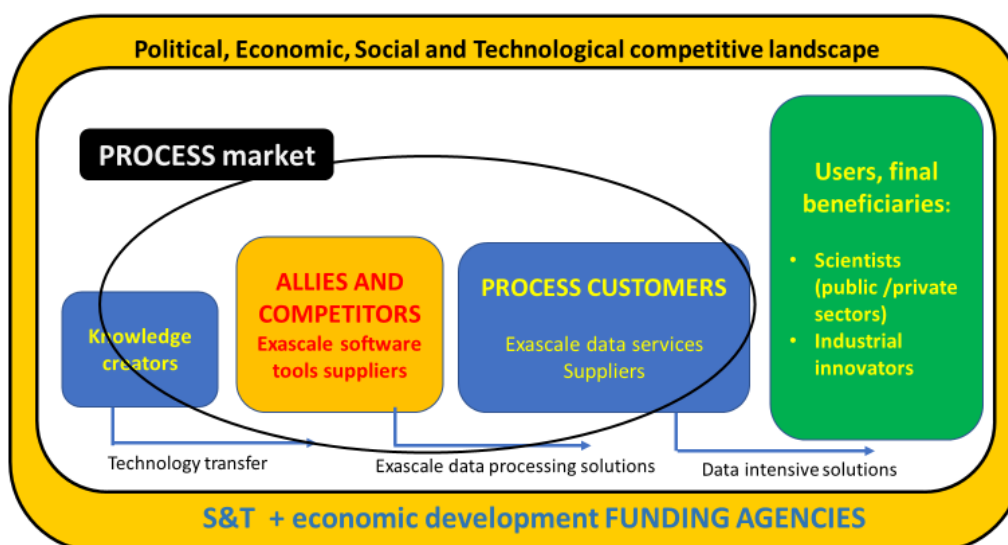 Political, Economic, Social and Technological competitive landscape
PROCESS market
Knowledge
creators
ALLIES AND
COMPETITORS
Exascale software
tools suppliers
PROCESS CUSTOMERS
Exascale data services
Suppliers
Users, final
beneficiaries:
• Scientists
(public /private
sectors)
• Industrial
innovators
Technology transfer
Exascale data processing solutions
Data intensive solutions
S&T + economic development FUNDING AGENCIES